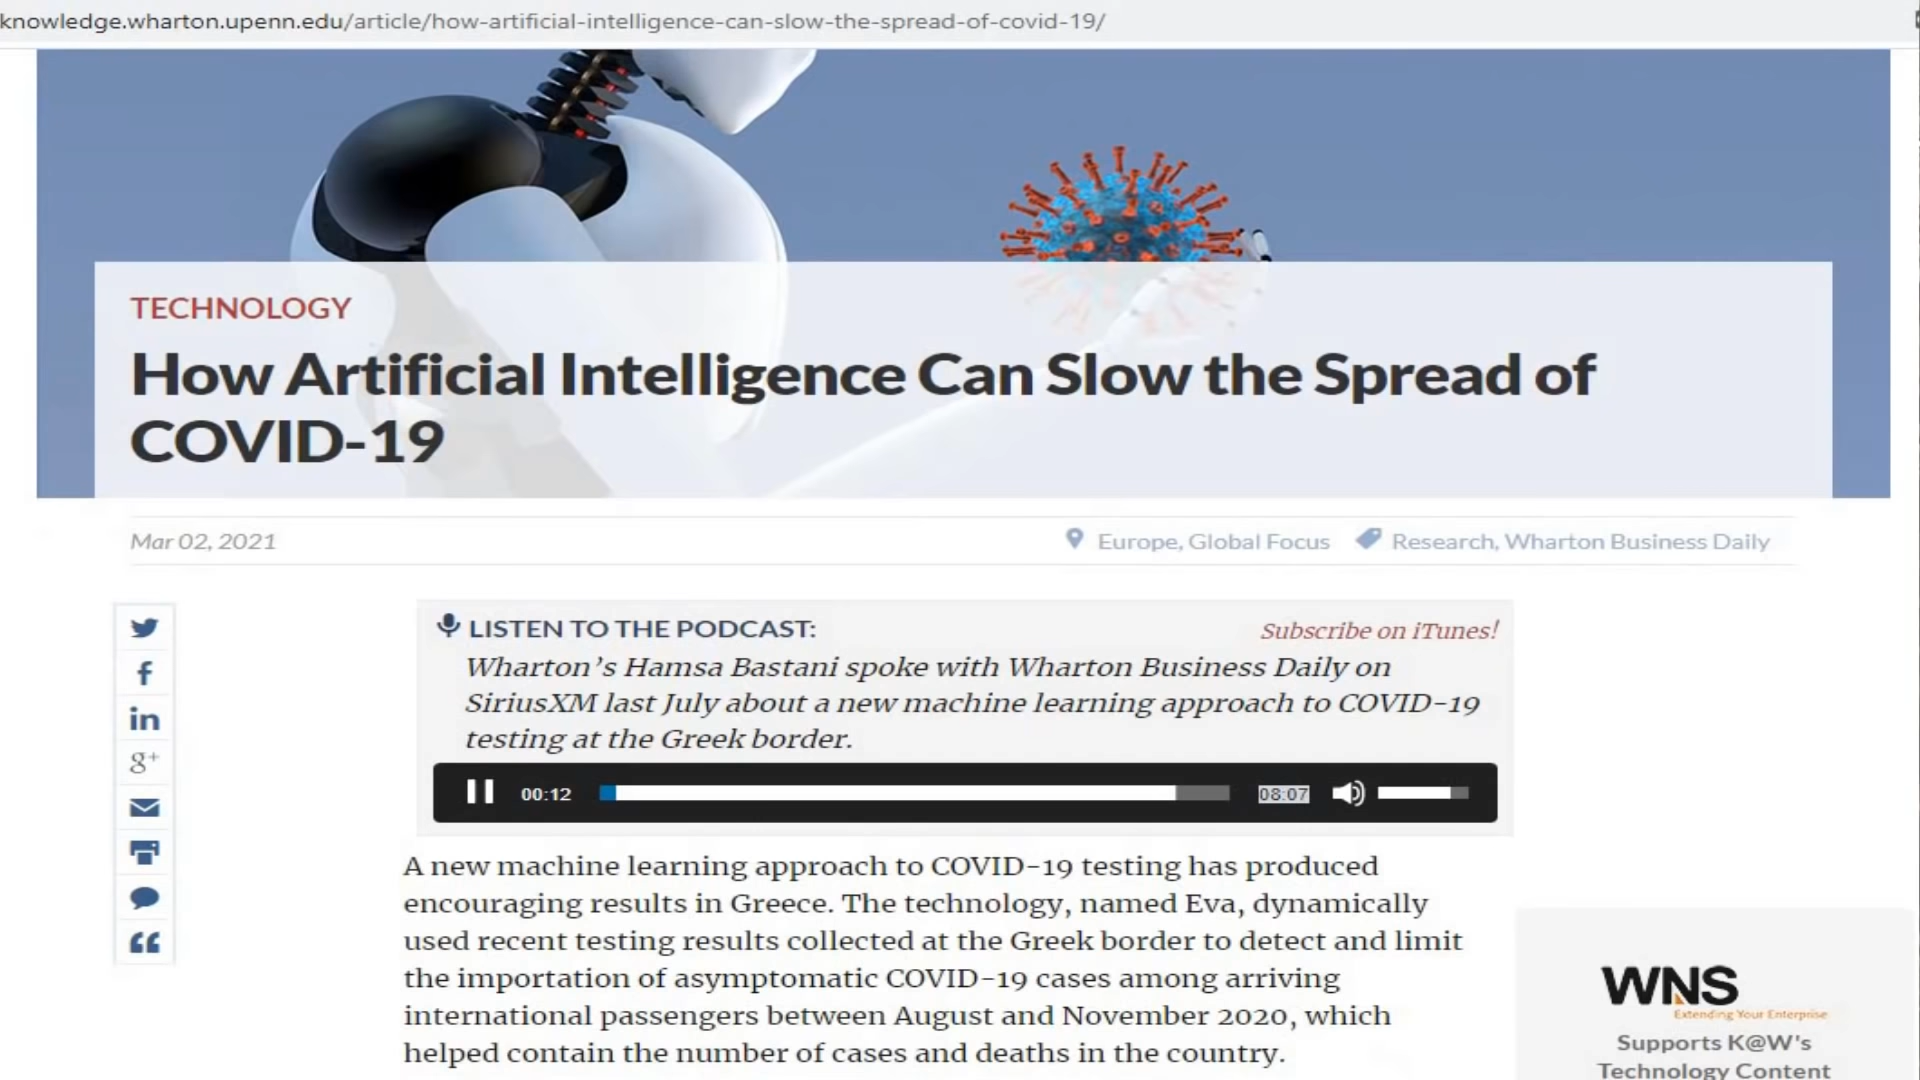 knowledge.wharton.upenn.edu/article/how-artificial-intelligence-can-slow-the-spread-of-covid-19/
TECHNOLOGY
How Artificial Intelligence Can Slow the Spread of
COVID-19
Mar 02, 2021
Europe, Global Focus
Research, Wharton Business Daily
LISTEN TO THE PODCAST:
Subscribe on iTunes!
Wharton's Hamsa Bastani spoke with Wharton Business Daily on
SiriusXM last July about a new machine learning approach to COVID-19
testing at the Greek border.
00:12
08:07
f
in
g+
A new machine learning approach to COVID-19 testing has produced
encouraging results in Greece. The technology, named Eva, dynamically
used recent testing results collected at the Greek border to detect and limit
the importation of asymptomatic COVID-19 cases among arriving
international passengers between August and November 2020, which
helped contain the number of cases and deaths in the country.
WNS
Extending Your Enterprise
Supports K@W's
Technology Content